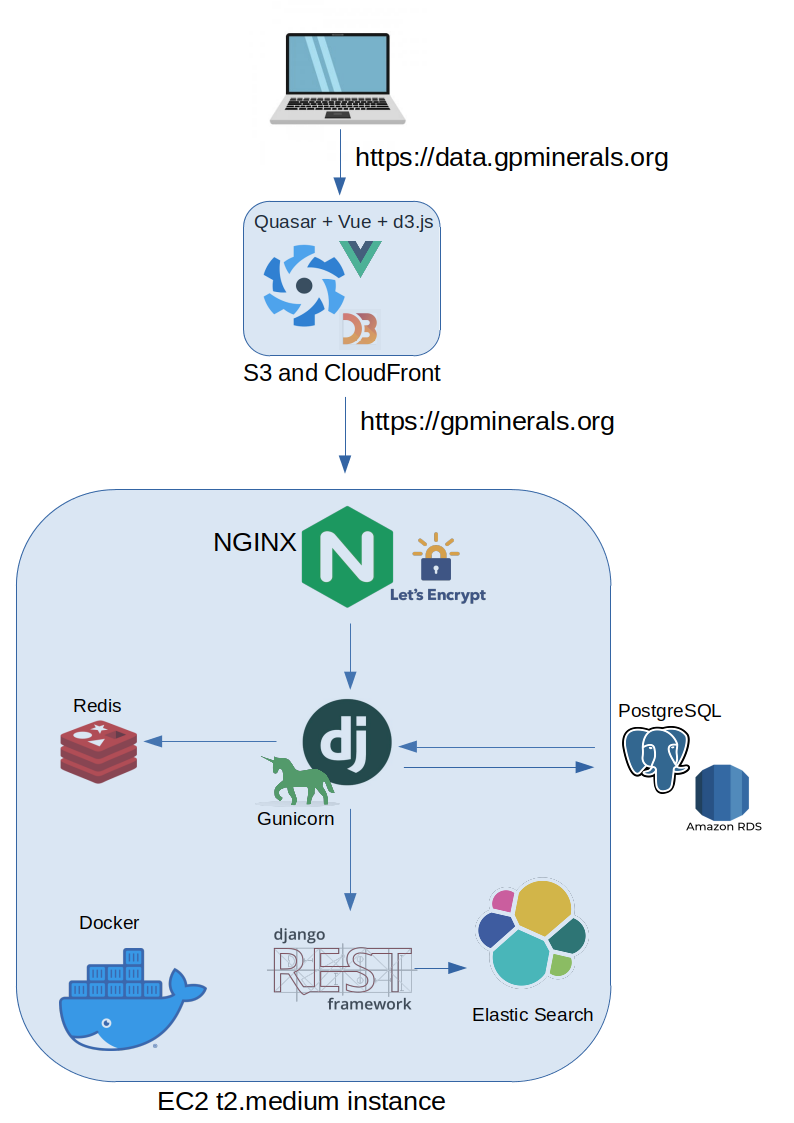 https://data.gpminerals.org
Quasar + Vue + d3.js
D3
S3 and CloudFront
https://gpminerals.org
NGINX
N
Let's Encrypt
Redis
dj
PostgreSQL
Gunicorn
Amazon RDS
Docker
django
REST
framework
Elastic Search
EC2 t2.medium instance